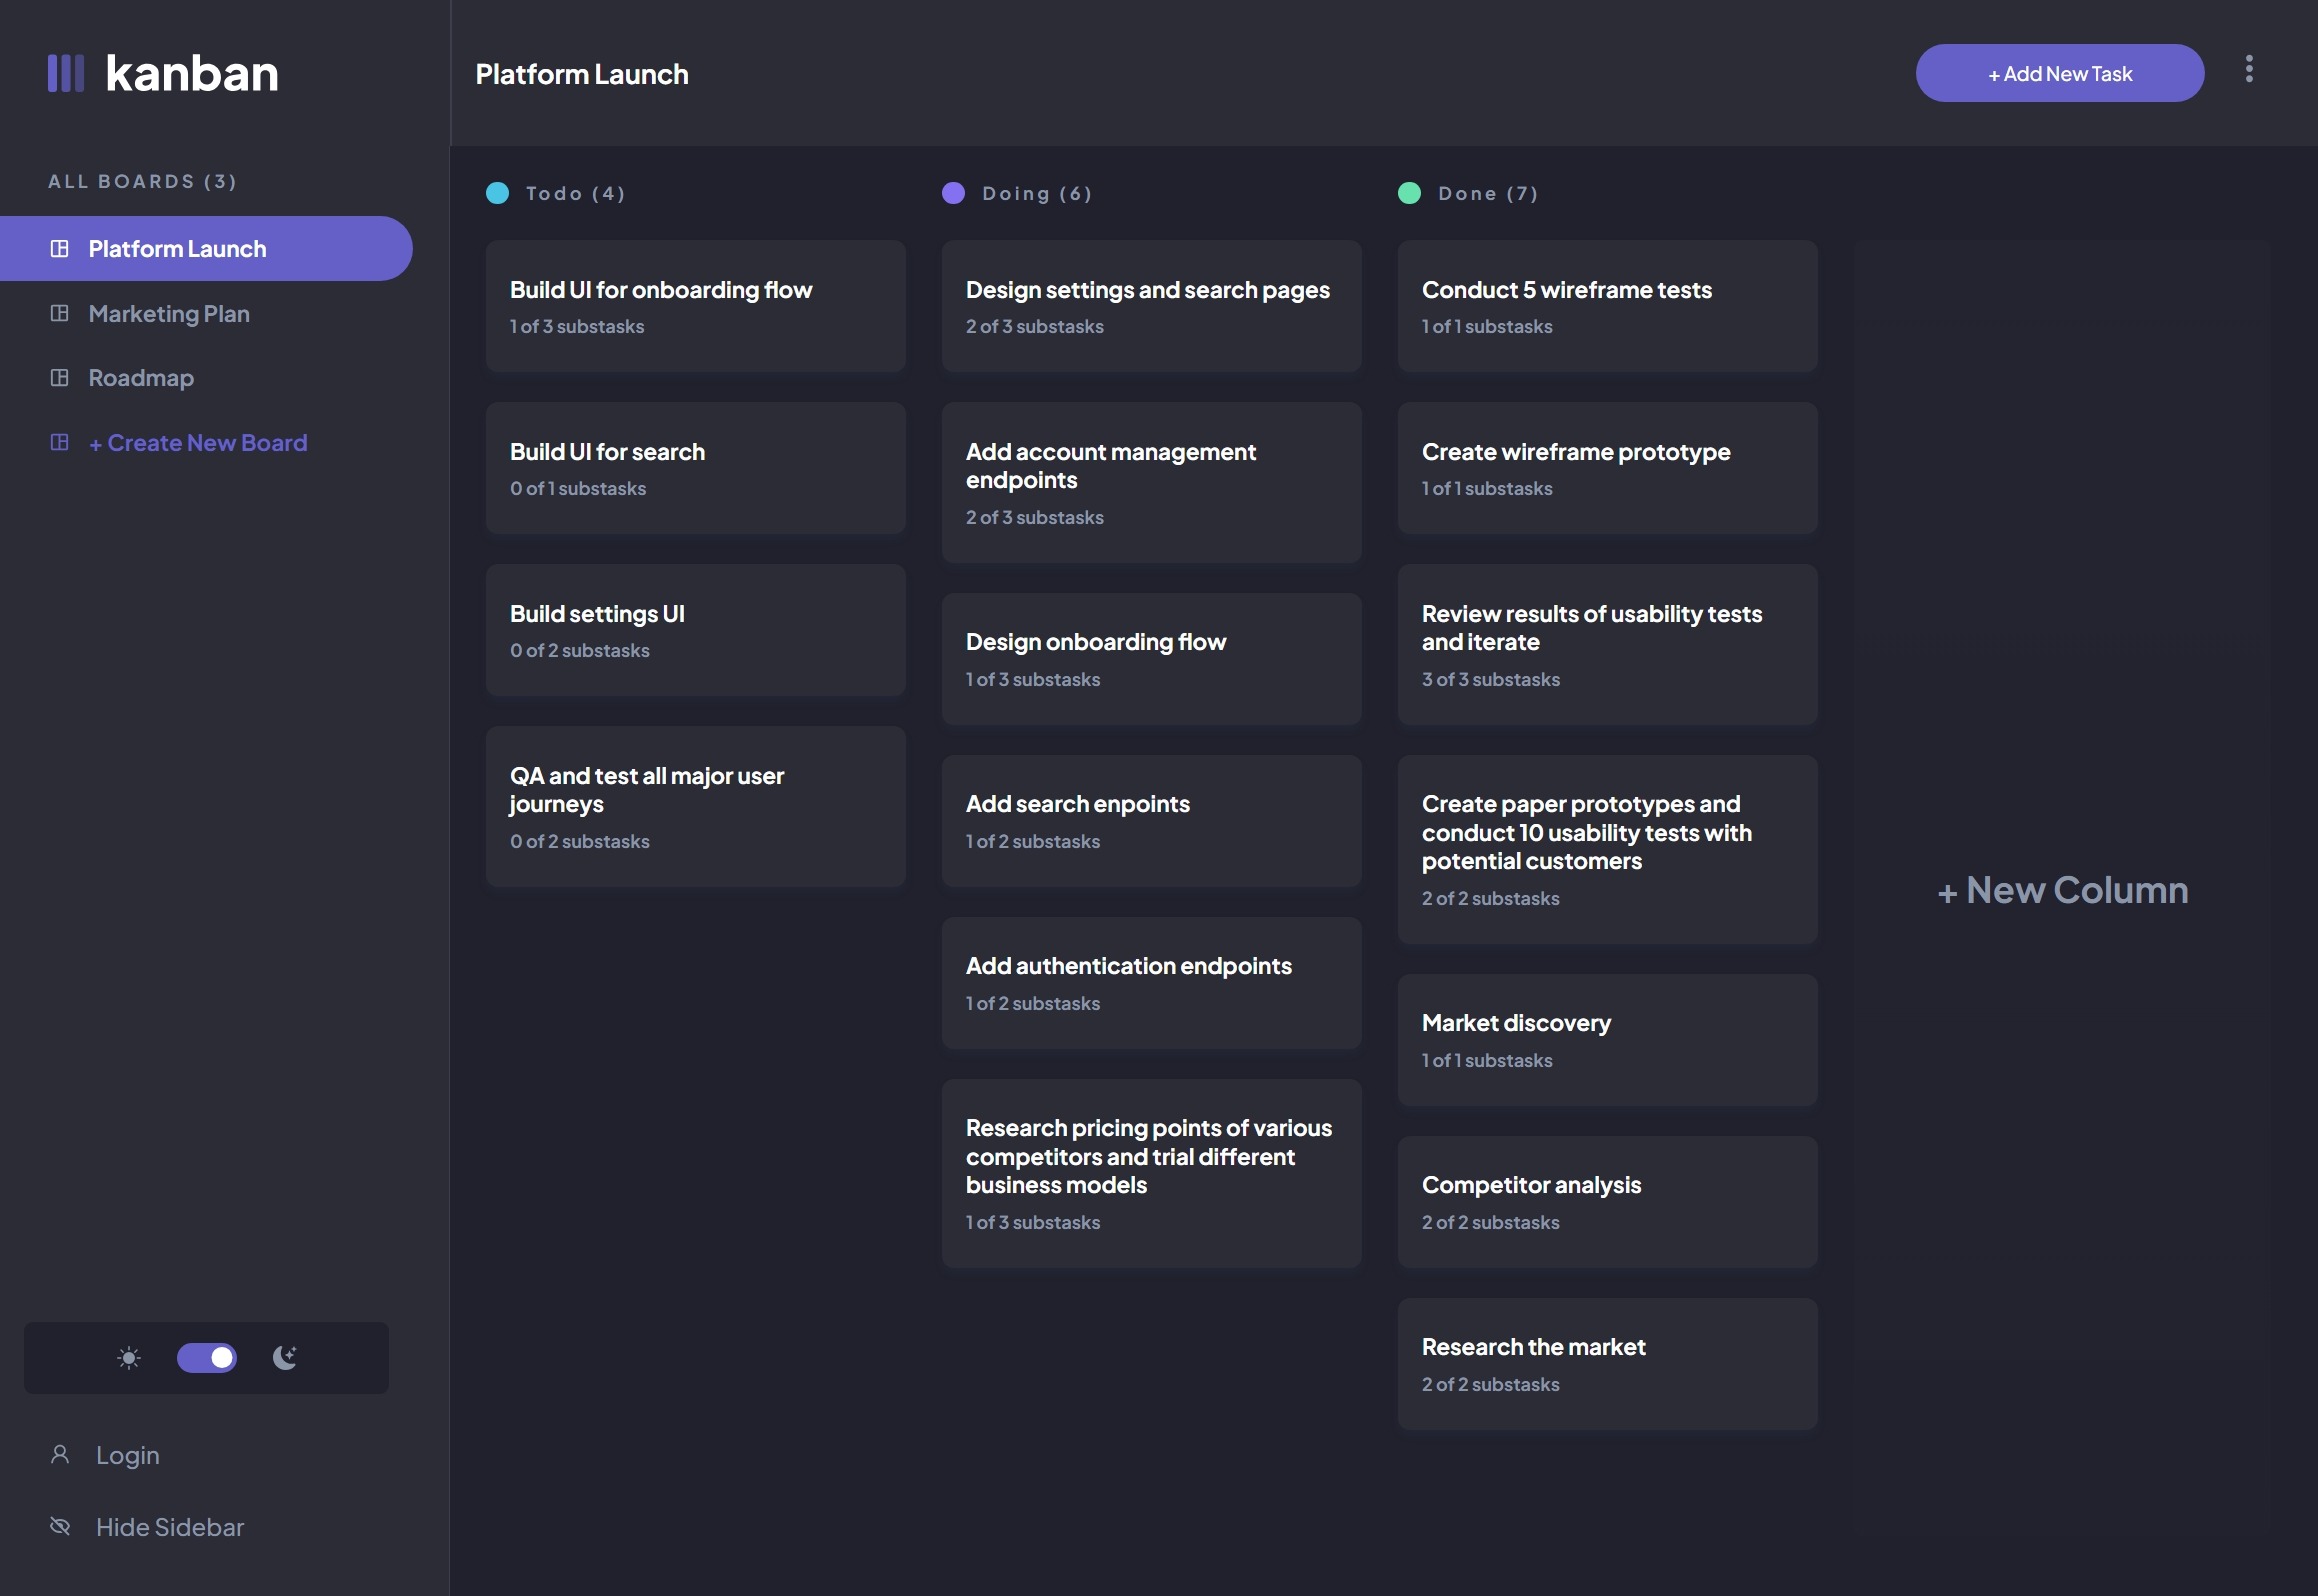 kanban
Platform Launch
+ Add New Task
ALL BOARDS (3)
Platform Launch
Marketing Plan
Roadmap
+ Create New Board
Login
Hide Sidebar
Todo (4)
Build UI for onboarding flow
1 of 3 substasks
Build UI for search
0 of 1 substasks
Build settings UI
0 of 2 substasks
QA and test all major user
journeys
0 of 2 substasks
Doing (6)
Design settings and search pages
2 of 3 substasks
Add account management
endpoints
2 of 3 substasks
Design onboarding flow
1 of 3 substasks
Add search enpoints
1 of 2 substasks
Add authentication endpoints
1 of 2 substasks
Research pricing points of various
competitors and trial different
business models
1 of 3 substasks
Done (7)
Conduct 5 wireframe tests
1 of 1 substasks
Create wireframe prototype
1 of 1 substasks
Review results of usability tests
and iterate
3 of 3 substasks
Create paper prototypes and
conduct 10 usability tests with
potential customers
2 of 2 substasks
Market discovery
1 of 1 substasks
Competitor analysis
2 of 2 substasks
Research the market
2 of 2 substasks
+ New Column